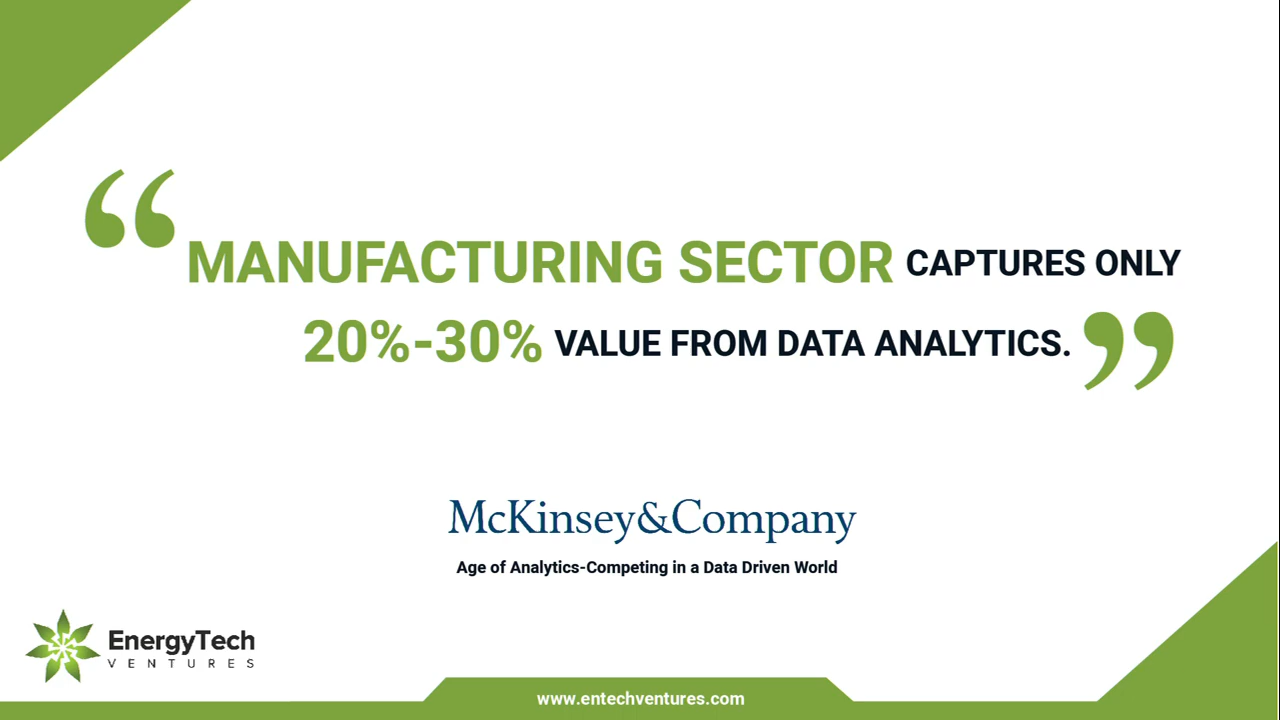 “MANUFACTURING SECTOR CAPTURES ONLY
20%-30% VALUE FROM DATA ANALYTICS.”
McKinsey&Company
Age of Analytics-Competing in a Data Driven World
EnergyTech
VENTURES
www.entechventures.com